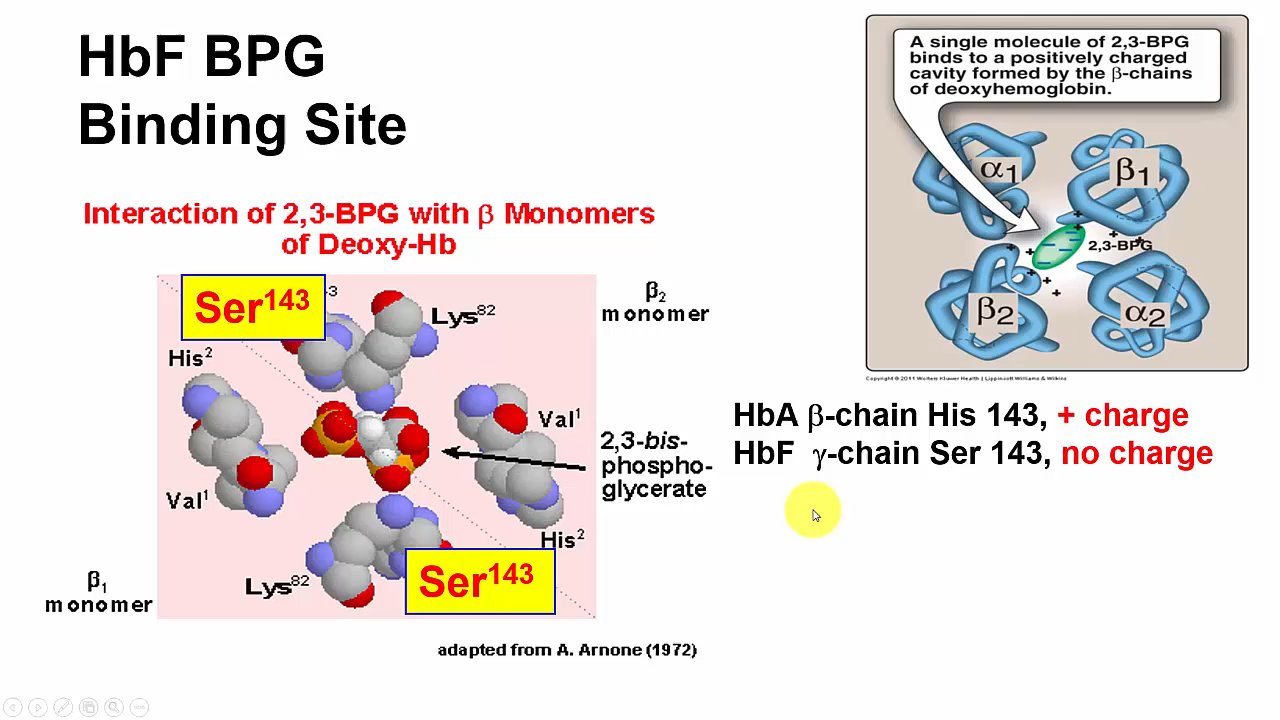 HbF BPG
Binding Site
Interaction of 2,3-BPG with β Monomers
of Deoxy-Hb
Ser¹⁴³
³
Lys⁸²
β₂
monomer
His²
Val¹
2,3-bis-
phospho-
glycerate
Val¹
His²
β₁
monomer
Lys⁸²
Ser¹⁴³
adapted from A. Arnone (1972)
A single molecule of 2,3-BPG
binds to a positively charged
cavity formed by the β-chains
of deoxyhemoglobin.
α₁
β₁
2,3-BPG
β₂
α₂
Copyright © 2011 Wolters Kluwer Health | Lippincott Williams & Wilkins
HbA β-chain His 143, + charge
HbF γ-chain Ser 143, no charge